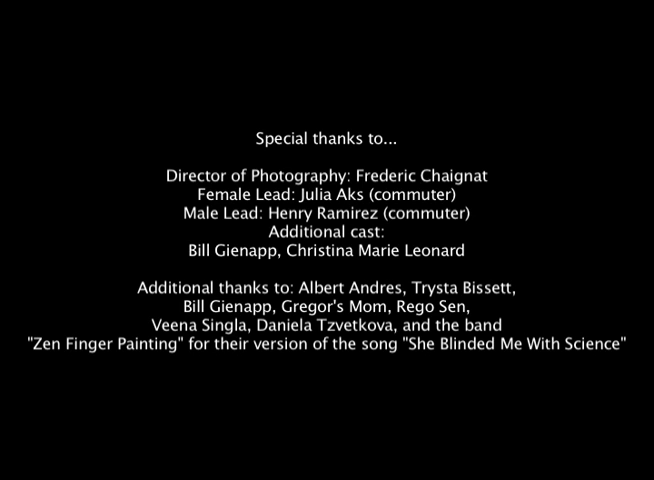 Special thanks to...
Director of Photography: Frederic Chaignat
Female Lead: Julia Aks (commuter)
Male Lead: Henry Ramirez (commuter)
Additional cast:
Bill Gienapp, Christina Marie Leonard
Additional thanks to: Albert Andres, Trysta Bissett,
Bill Gienapp, Gregor's Mom, Rego Sen,
Veena Singla, Daniela Tzvetkova, and the band
"Zen Finger Painting" for their version of the song "She Blinded Me With Science"